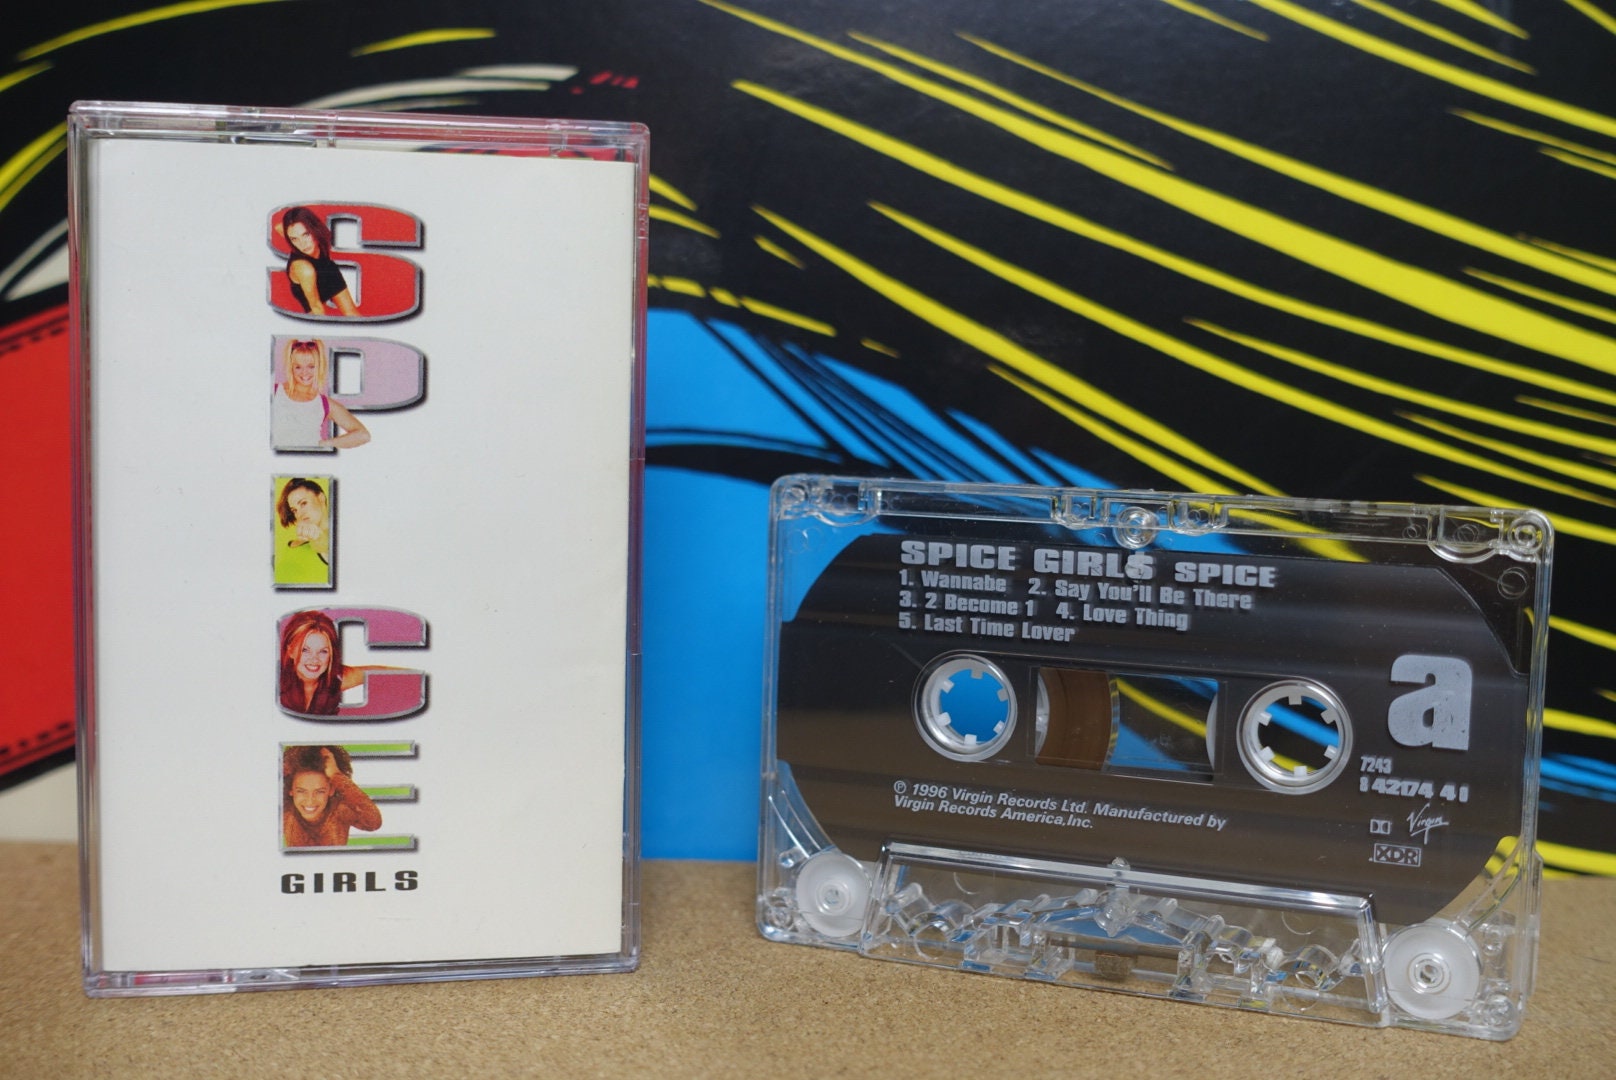 SPICE
GIRLS
SPICE GIRLS SPICE
1. Wannabe 2. Say You'll Be There
3. 2 Become 1 4. Love Thing
5. Last Time Lover
a
7243
1 42174 4 1
℗ 1996 Virgin Records Ltd. Manufactured by
Virgin Records America, Inc.
Virgin
XDR